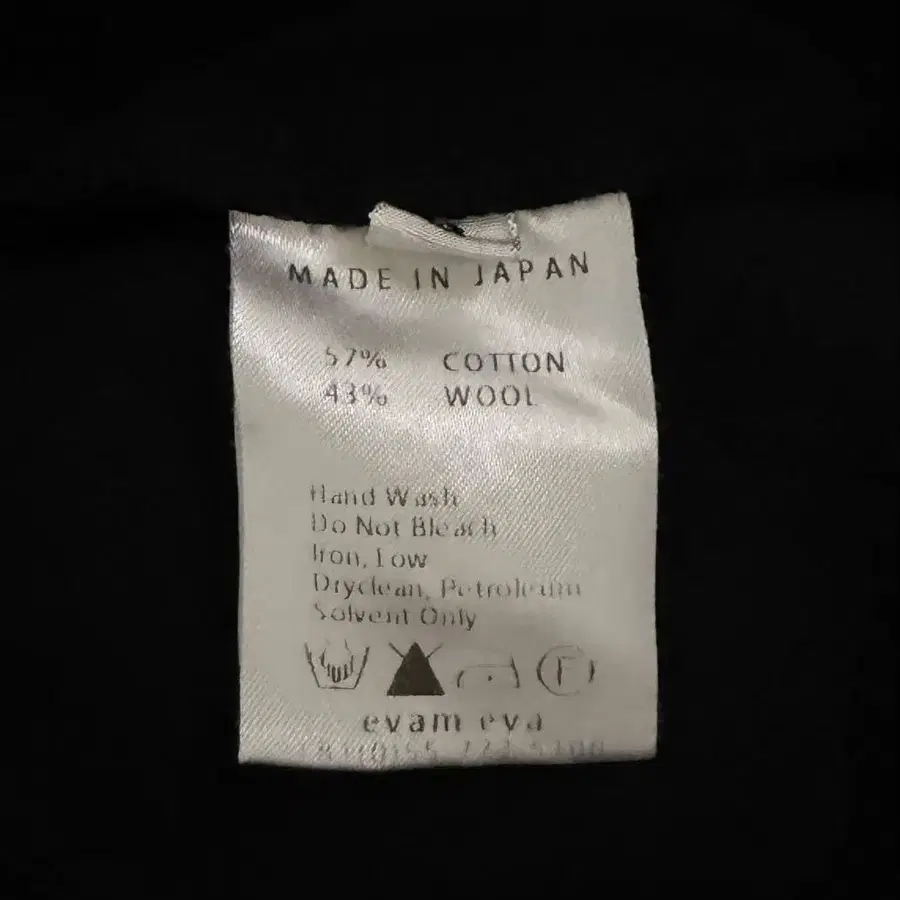 MADE IN JAPAN
57% COTTON
43% WOOL
Hand Wash
Do Not Bleach
Iron, Low
Dryclean, Petroleum
Solvent Only
F
evam eva